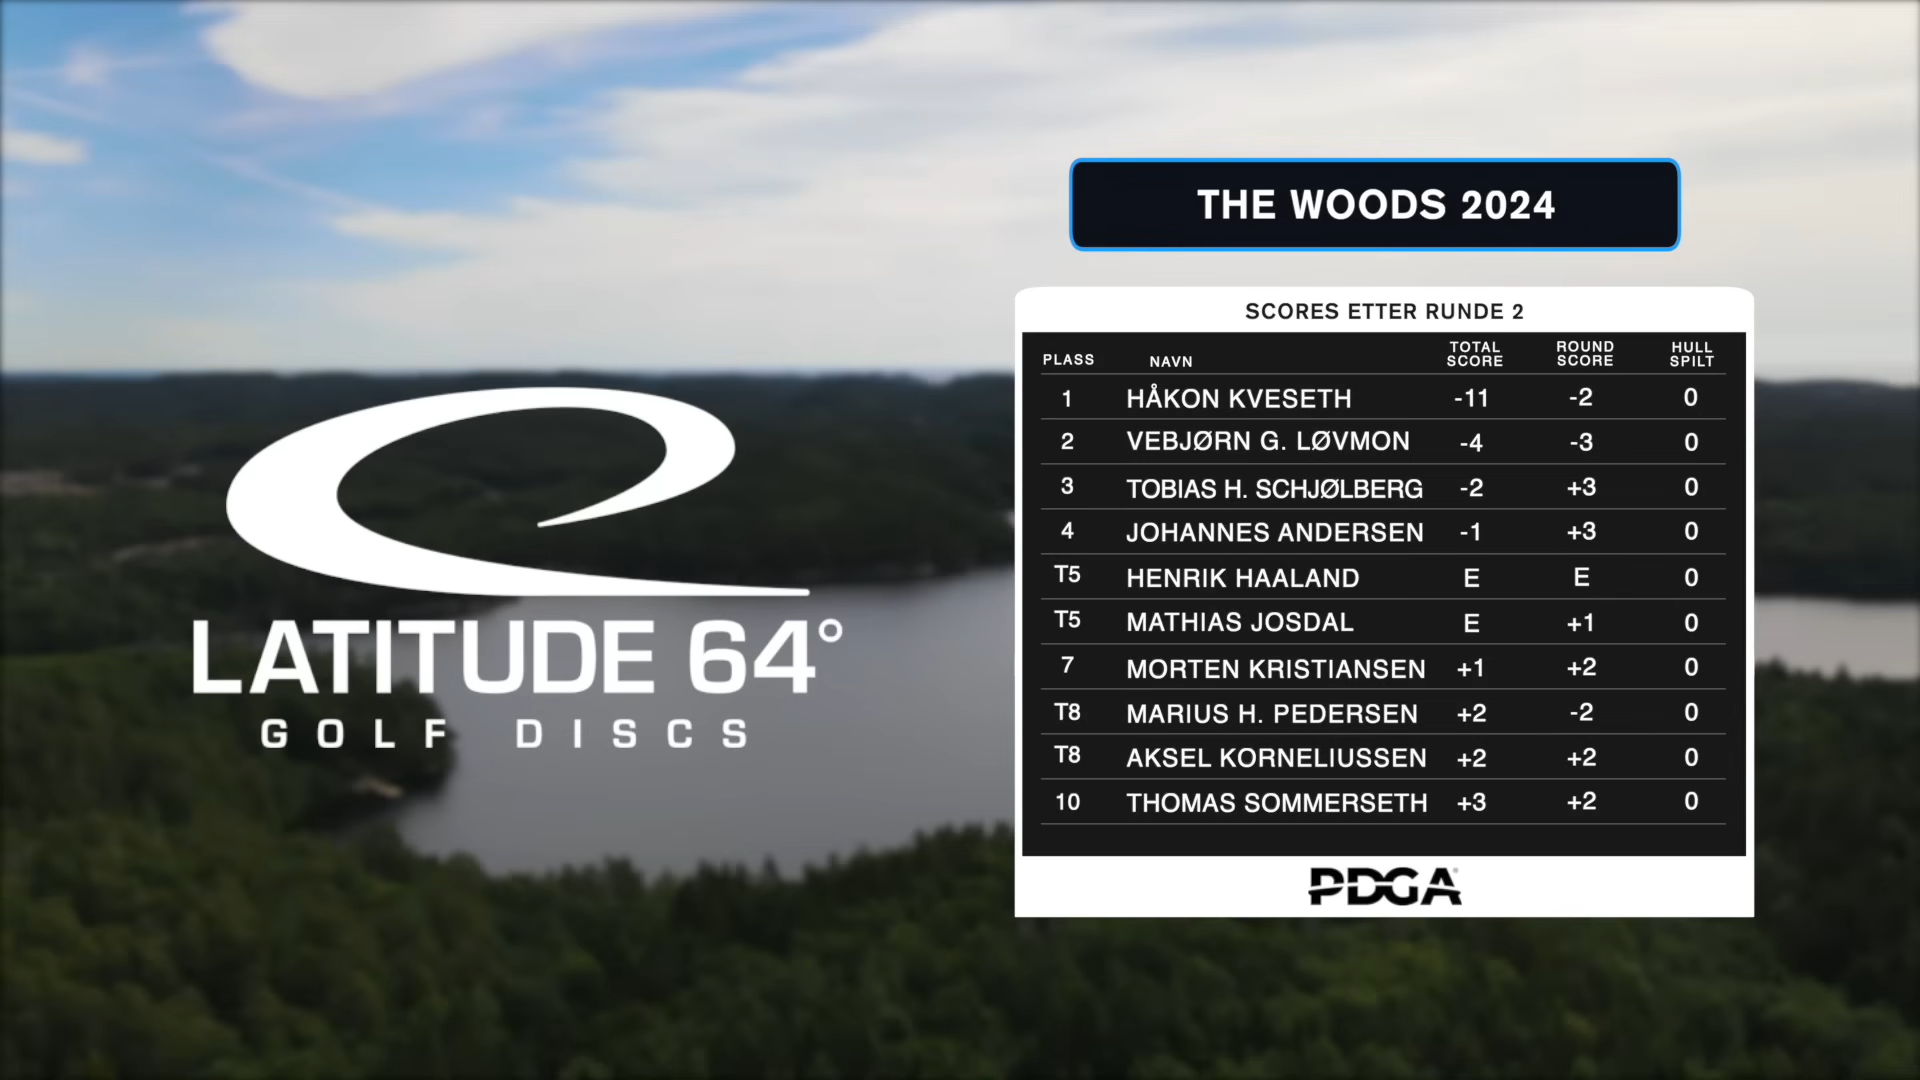 THE WOODS 2024
SCORES ETTER RUNDE 2
PLASS NAVN TOTAL SCORE ROUND SCORE HULL SPILT
1 HÅKON KVESETH -11 -2 0
2 VEBJØRN G. LØVMON -4 -3 0
3 TOBIAS H. SCHJØLBERG -2 +3 0
4 JOHANNES ANDERSEN -1 +3 0
T5 HENRIK HAALAND E E 0
T5 MATHIAS JOSDAL E +1 0
7 MORTEN KRISTIANSEN +1 +2 0
T8 MARIUS H. PEDERSEN +2 -2 0
T8 AKSEL KORNELIUSSEN +2 +2 0
10 THOMAS SOMMERSETH +3 +2 0
PDGA
LATITUDE 64°
GOLF DISCS